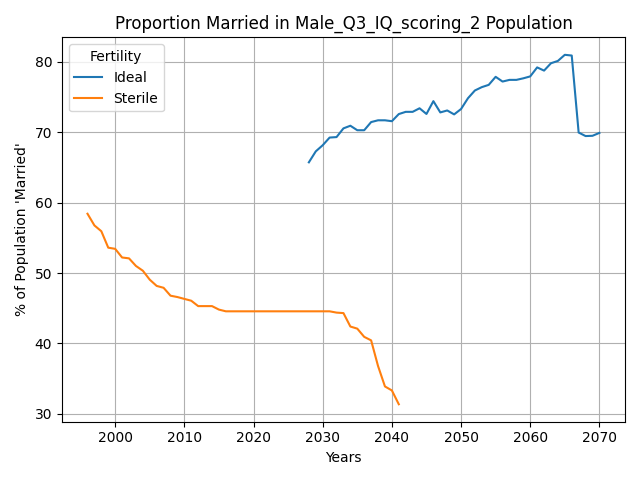 Proportion Married in Male_Q3_IQ_scoring_2 Population
Fertility
Ideal
Sterile
% of Population 'Married'
80
70
60
50
40
30
2000
2010
2020
2030
2040
2050
2060
2070
Years